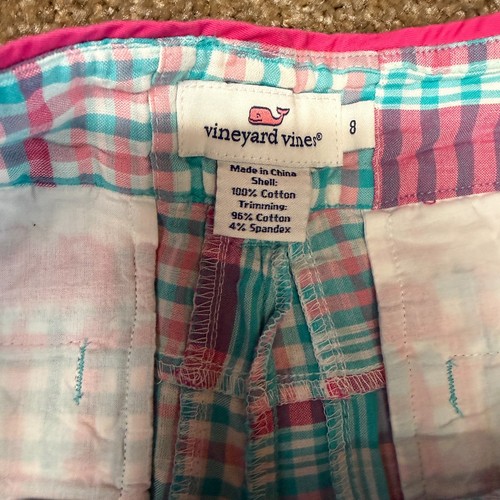 vineyard vines®
8
Made in China
Shell:
100% Cotton
Trimming:
96% Cotton
4% Spandex